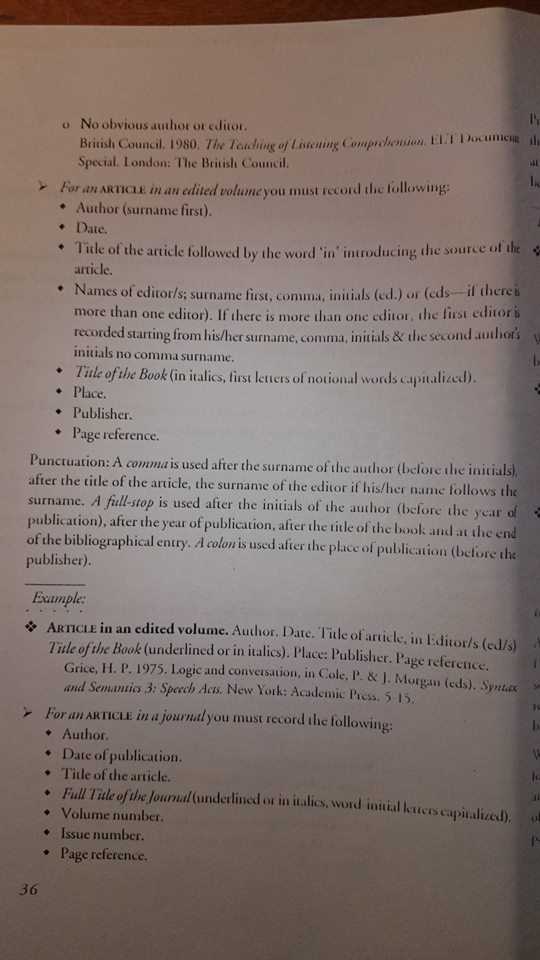 o No obvious author or editor.
British Council. 1980. The Teaching of Listening Comprehension. ELT Documents
Special. London: The British Council.
➢ For an ARTICLE in an edited volume you must record the following:
◆ Author (surname first).
◆ Date.
◆ Title of the article followed by the word 'in' introducing the source of the
article.
◆ Names of editor/s; surname first, comma, initials (ed.) or (eds—if there is
more than one editor). If there is more than one editor, the first editor is
recorded starting from his/her surname, comma, initials & the second author's
initials no comma surname.
◆ Title of the Book (in italics, first letters of notional words capitalized).
◆ Place.
◆ Publisher.
◆ Page reference.
Punctuation: A comma is used after the surname of the author (before the initials),
after the title of the article, the surname of the editor if his/her name follows the
surname. A full-stop is used after the initials of the author (before the year of
publication), after the year of publication, after the title of the book and at the end
of the bibliographical entry. A colon is used after the place of publication (before the
publisher).
Example:
❖ ARTICLE in an edited volume. Author. Date. Title of article, in Editor/s (ed/s)
Title of the Book (underlined or in italics). Place: Publisher. Page reference.
Grice, H. P. 1975. Logic and conversation, in Cole, P. & J. Morgan (eds). Syntax
and Semantics 3: Speech Acts. New York: Academic Press. 5-15.
➢ For an ARTICLE in a journal you must record the following:
◆ Author.
◆ Date of publication.
◆ Title of the article.
◆ Full Title of the Journal (underlined or in italics, word-initial letters capitalized).
◆ Volume number.
◆ Issue number.
◆ Page reference.
36